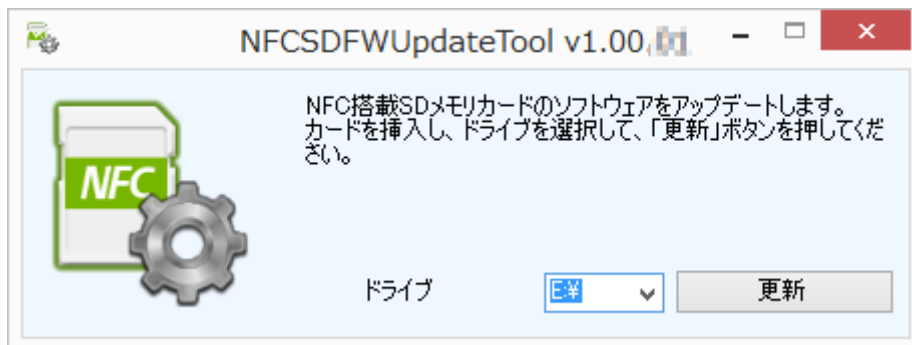 NFCSDFWUpdateTool v1.00
NFC搭載SDメモリカードのソフトウェアをアップデートします。
カードを挿入し、ドライブを選択して、「更新」ボタンを押してくだ
さい。
NFC
ドライブ
E:¥
更新